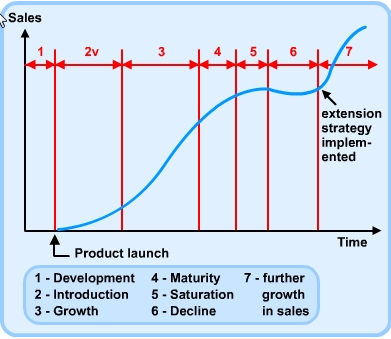 Sales
1 2v 3 4 5 6 7
extension
strategy
implem-
ented
Time
Product launch
1 - Development 4 - Maturity 7 - further
2 - Introduction 5 - Saturation growth
3 - Growth 6 - Decline in sales